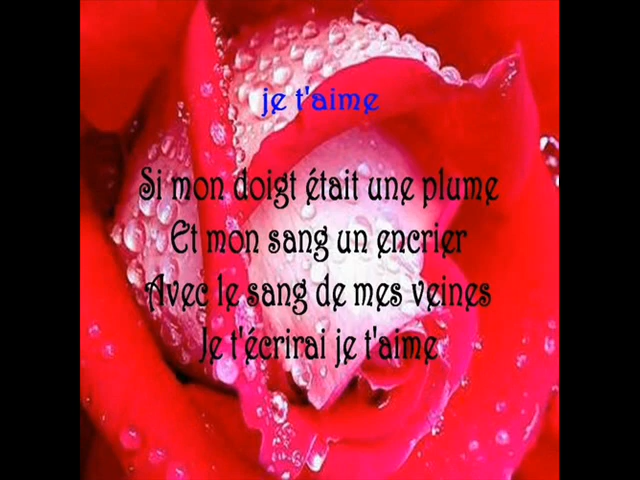 je t'aime
Si mon doigt était une plume
Et mon sang un encrier
Avec le sang de mes veines
Je t'écrirai je t'aime